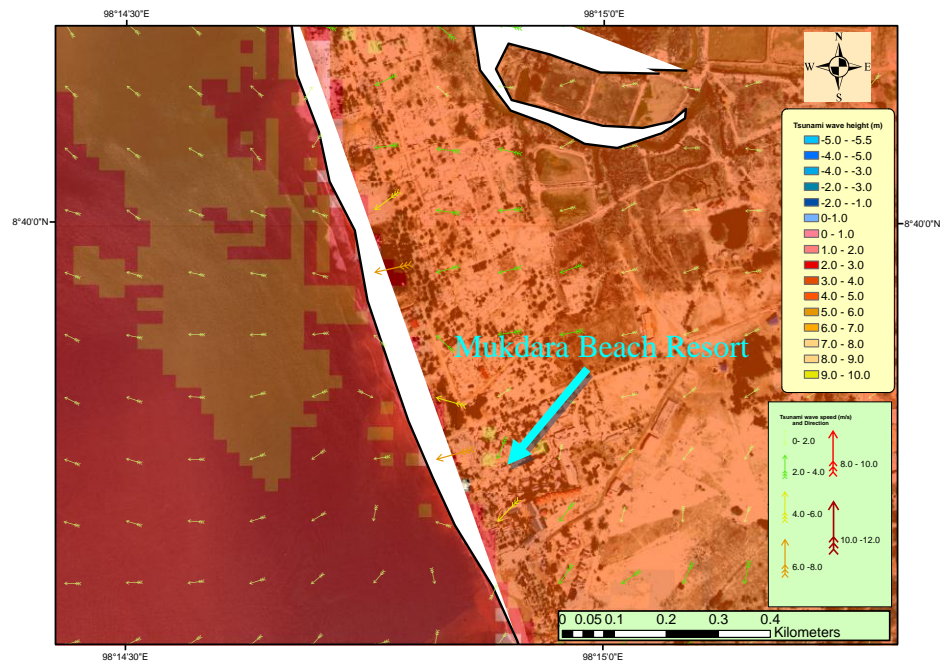 98°14'30"E
98°15'0"E
N
W
E
S
8°40'0"N
8°40'0"N
Tsunami wave height (m)
-5.0 - -5.5
-4.0 - -5.0
-4.0 - -3.0
-2.0 - -3.0
-2.0 - -1.0
0-1.0
0 - 1.0
1.0 - 2.0
2.0 - 3.0
3.0 - 4.0
4.0 - 5.0
5.0 - 6.0
6.0 - 7.0
7.0 - 8.0
8.0 - 9.0
9.0 - 10.0
Mukdara Beach Resort
Tsunami wave speed (m/s)
and Direction
0- 2.0
2.0 - 4.0
4.0 -6.0
6.0 -8.0
8.0 - 10.0
10.0 -12.0
0 0.05 0.1 0.2 0.3 0.4
Kilometers
98°14'30"E
98°15'0"E